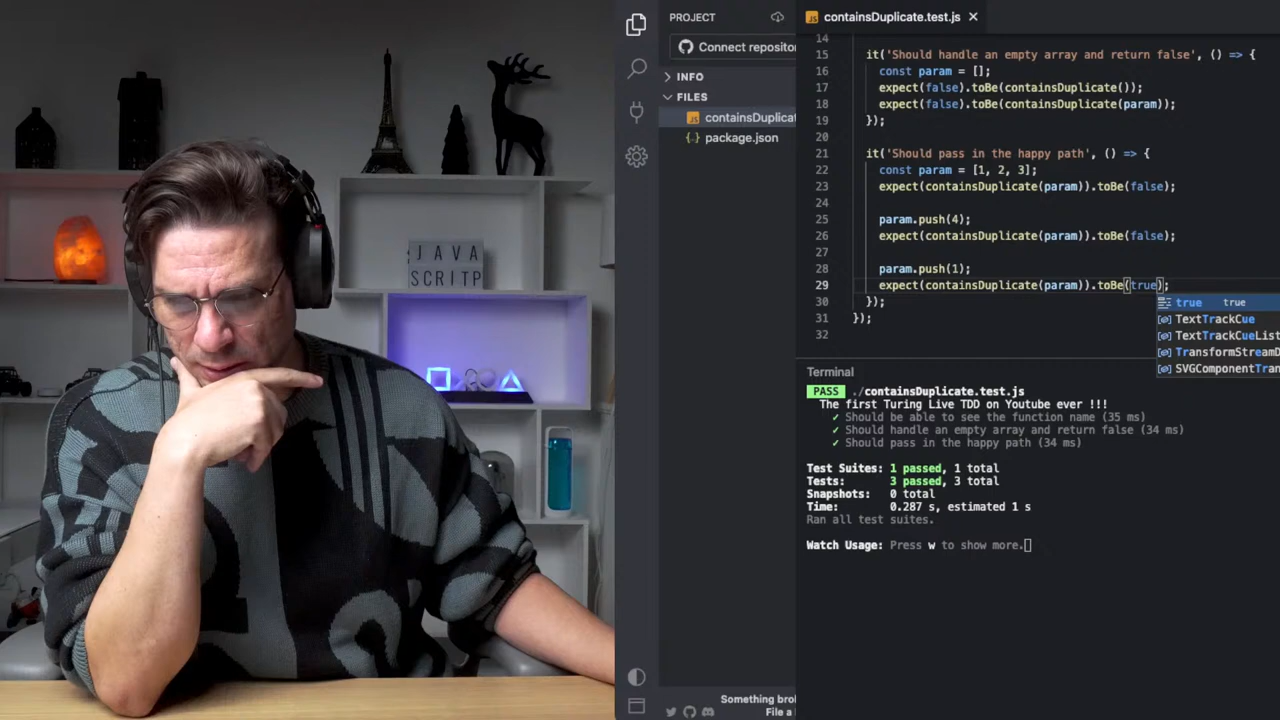 JAVA
SCRITP
PROJECT
Connect reposito
INFO
FILES
containsDuplicat
package.json
Something bro
File a
containsDuplicate.test.js
14
15 it('Should handle an empty array and return false', () => {
16 const param = [];
17 expect(false).toBe(containsDuplicate());
18 expect(false).toBe(containsDuplicate(param));
19 });
20
21 it('Should pass in the happy path', () => {
22 const param = [1, 2, 3];
23 expect(containsDuplicate(param)).toBe(false);
24
25 param.push(4);
26 expect(containsDuplicate(param)).toBe(false);
27
28 param.push(1);
29 expect(containsDuplicate(param)).toBe(true);
30 });
31 });
32
true true
TextTrackCue
TextTrackCueList
TransformStreamD
SVGComponentTran
Terminal
PASS ./containsDuplicate.test.js
The first Turing Live TDD on Youtube ever !!!
✓ Should be able to see the function name (35 ms)
✓ Should handle an empty array and return false (34 ms)
✓ Should pass in the happy path (34 ms)
Test Suites: 1 passed, 1 total
Tests: 3 passed, 3 total
Snapshots: 0 total
Time: 0.287 s, estimated 1 s
Ran all test suites.
Watch Usage: Press w to show more.